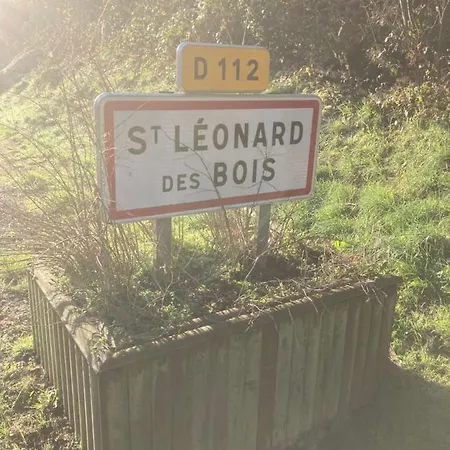 D 112
ST LÉONARD
DES BOIS